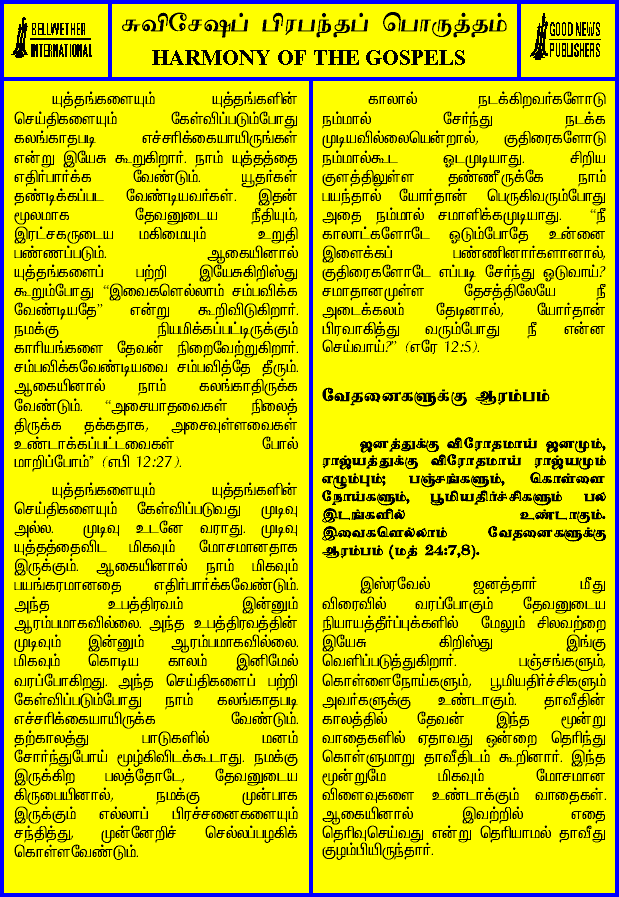 BELLWETHER
INTERNATIONAL
சுவிசேஷப் பிரபந்தப் பொருத்தம்
HARMONY OF THE GOSPELS
GOOD NEWS
PUBLISHERS
யுத்தங்களையும் யுத்தங்களின்
செய்திகளையும் கேள்விப்படும்போது
கலங்காதபடி எச்சரிக்கையாயிருங்கள்
என்று இயேசு கூறுகிறார். நாம் யுத்தத்தை
எதிர்பார்க்க வேண்டும். யூதர்கள்
தண்டிக்கப்பட வேண்டியவர்கள். இதன்
மூலமாக தேவனுடைய நீதியும்,
இரட்சகருடைய மகிமையும் உறுதி
பண்ணப்படும். ஆகையினால்
யுத்தங்களைப் பற்றி இயேசுகிறிஸ்து
கூறும்போது "இவைகளெல்லாம் சம்பவிக்க
வேண்டியதே" என்று கூறிவிடுகிறார்.
நமக்கு நியமிக்கப்பட்டிருக்கும்
காரியங்களை தேவன் நிறைவேற்றுகிறார்.
சம்பவிக்கவேண்டியவை சம்பவித்தே தீரும்.
ஆகையினால் நாம் கலங்காதிருக்க
வேண்டும். "அசையாதவைகள் நிலைத்
திருக்க தக்கதாக, அசைவுள்ளவைகள்
உண்டாக்கப்பட்டவைகள் போல்
மாறிப்போம்" (எபி 12:27).
யுத்தங்களையும் யுத்தங்களின்
செய்திகளையும் கேள்விப்படுவது முடிவு
அல்ல. முடிவு உடனே வராது. முடிவு
யுத்தத்தைவிட மிகவும் மோசமானதாக
இருக்கும். ஆகையினால் நாம் மிகவும்
பயங்கரமானதை எதிர்பார்க்கவேண்டும்.
அந்த உபத்திரவம் இன்னும்
ஆரம்பமாகவில்லை. அந்த உபத்திரவத்தின்
முடிவும் இன்னும் ஆரம்பமாகவில்லை.
மிகவும் கொடிய காலம் இனிமேல்
வரப்போகிறது. அந்த செய்திகளைப் பற்றி
கேள்விப்படும்போது நாம் கலங்காதபடி
எச்சரிக்கையாயிருக்க வேண்டும்.
தற்காலத்து பாடுகளில் மனம்
சோர்ந்துபோய் மூழ்கிவிடக்கூடாது. நமக்கு
இருக்கிற பலத்தோடே, தேவனுடைய
கிருபையினால், நமக்கு முன்பாக
இருக்கும் எல்லாப் பிரச்சனைகளையும்
சந்தித்து, முன்னேறிச் செல்லப்பழகிக்
கொள்ளவேண்டும்.
காலால் நடக்கிறவர்களோடு
நம்மால் சேர்ந்து நடக்க
முடியவில்லையென்றால், குதிரைகளோடு
நம்மால்கூட ஓடமுடியாது. சிறிய
குளத்திலுள்ள தண்ணீருக்கே நாம்
பயந்தால் யோர்தான் பெருகிவரும்போது
அதை நம்மால் சமாளிக்கமுடியாது. "நீ
காலாட்களோடே ஓடும்போதே உன்னை
இளைக்கப் பண்ணினார்களானால்,
குதிரைகளோடே எப்படி சேர்ந்து ஓடுவாய்?
சமாதானமுள்ள தேசத்திலேயே நீ
அடைக்கலம் தேடினால், யோர்தான்
பிரவாகித்து வரும்போது நீ என்ன
செய்வாய்?" (எரே 12:5).
வேதனைகளுக்கு ஆரம்பம்
ஜனத்துக்கு விரோதமாய் ஜனமும்,
ராஜ்யத்துக்கு விரோதமாய் ராஜ்யமும்
எழும்பும்; பஞ்சங்களும், கொள்ளை
நோய்களும், பூமியதிர்ச்சிகளும் பல
இடங்களில் உண்டாகும்.
இவைகளெல்லாம் வேதனைகளுக்கு
ஆரம்பம் (மத் 24:7,8).
இஸ்ரவேல் ஜனத்தார் மீது
விரைவில் வரப்போகும் தேவனுடைய
நியாயத்தீர்ப்புக்களில் மேலும் சிலவற்றை
இயேசு கிறிஸ்து இங்கு
வெளிப்படுத்துகிறார். பஞ்சங்களும்,
கொள்ளைநோய்களும், பூமியதிர்ச்சிகளும்
அவர்களுக்கு உண்டாகும். தாவீதின்
காலத்தில் தேவன் இந்த மூன்று
வாதைகளில் ஏதாவது ஒன்றை தெரிந்து
கொள்ளுமாறு தாவீதிடம் கூறினார். இந்த
மூன்றுமே மிகவும் மோசமான
விளைவுகளை உண்டாக்கும் வாதைகள்.
ஆகையினால் இவற்றில் எதை
தெரிவுசெய்வது என்று தெரியாமல் தாவீது
குழம்பியிருந்தார்.